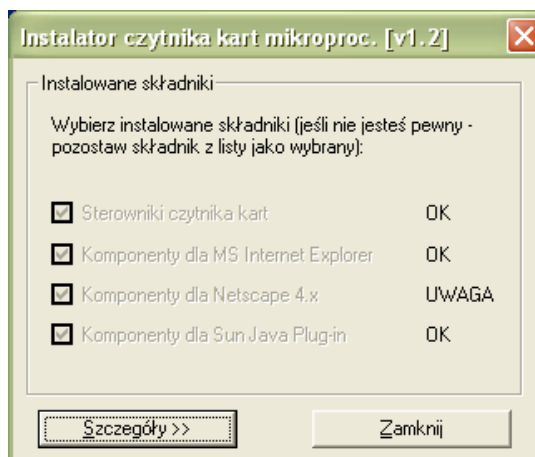 Instalator czytnika kart mikroproc. [v1.2]
Instalowane składniki
Wybierz instalowane składniki (jeśli nie jesteś pewny -
pozostaw składnik z listy jako wybrany):
Sterowniki czytnika kart OK
Komponenty dla MS Internet Explorer OK
Komponenty dla Netscape 4.x UWAGA
Komponenty dla Sun Java Plug-in OK
Szczegóły >> Zamknij